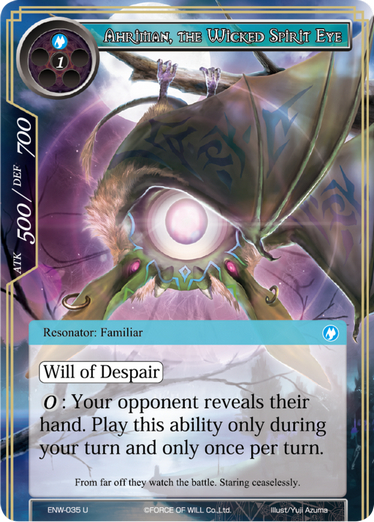 Ahriman, the Wicked Spirit Eye
1
ATK 500 // DEF 700
Resonator: Familiar
Will of Despair
0 : Your opponent reveals their
hand. Play this ability only during
your turn and only once per turn.
From far off they watch the battle. Staring ceaselessly.
ENW-035 U ©FORCE OF WILL Co.,Ltd. Illust/Yuji Azuma